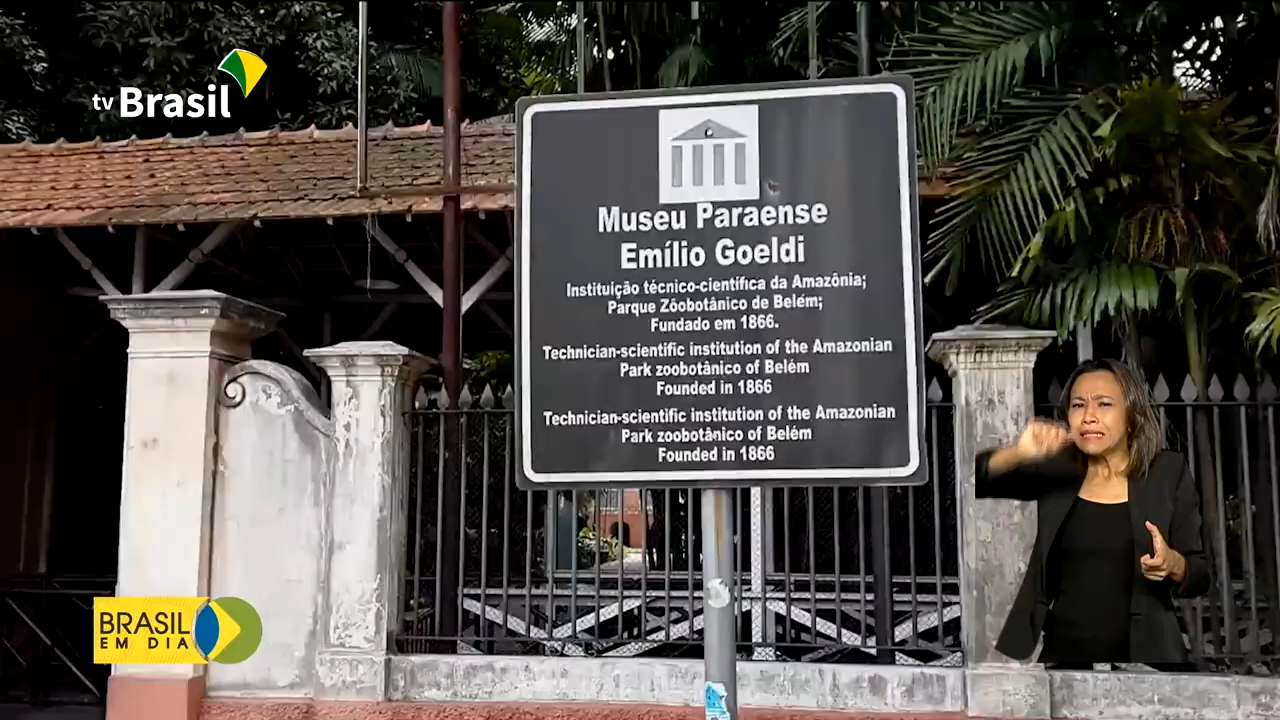 tv Brasil
Museu Paraense
Emílio Goeldi
Instituição técnico-científica da Amazônia;
Parque Zôobotânico de Belém;
Fundado em 1866.
Technician-scientific institution of the Amazonian
Park zoobotânico of Belém
Founded in 1866
Technician-scientific institution of the Amazonian
Park zoobotânico of Belém
Founded in 1866
BRASIL
EM DIA